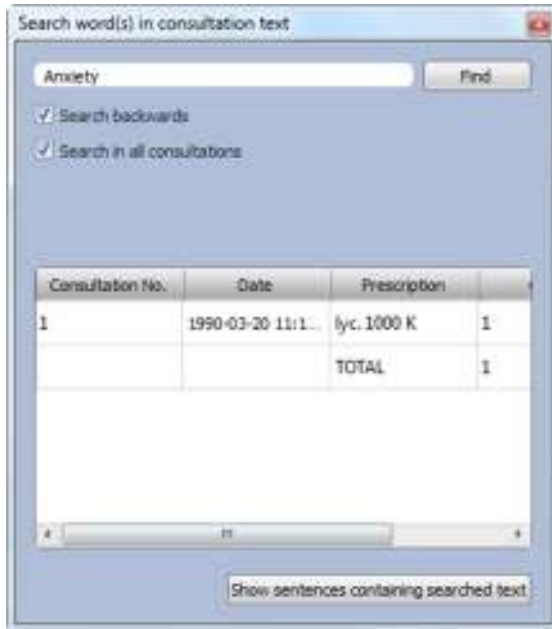 Search word(s) in consultation text
Anxiety Find
Search backwards
Search in all consultations
Consultation No. Date Prescription
1 1990-03-20 11:1... lyc. 1000 K 1
TOTAL 1
Show sentences containing searched text